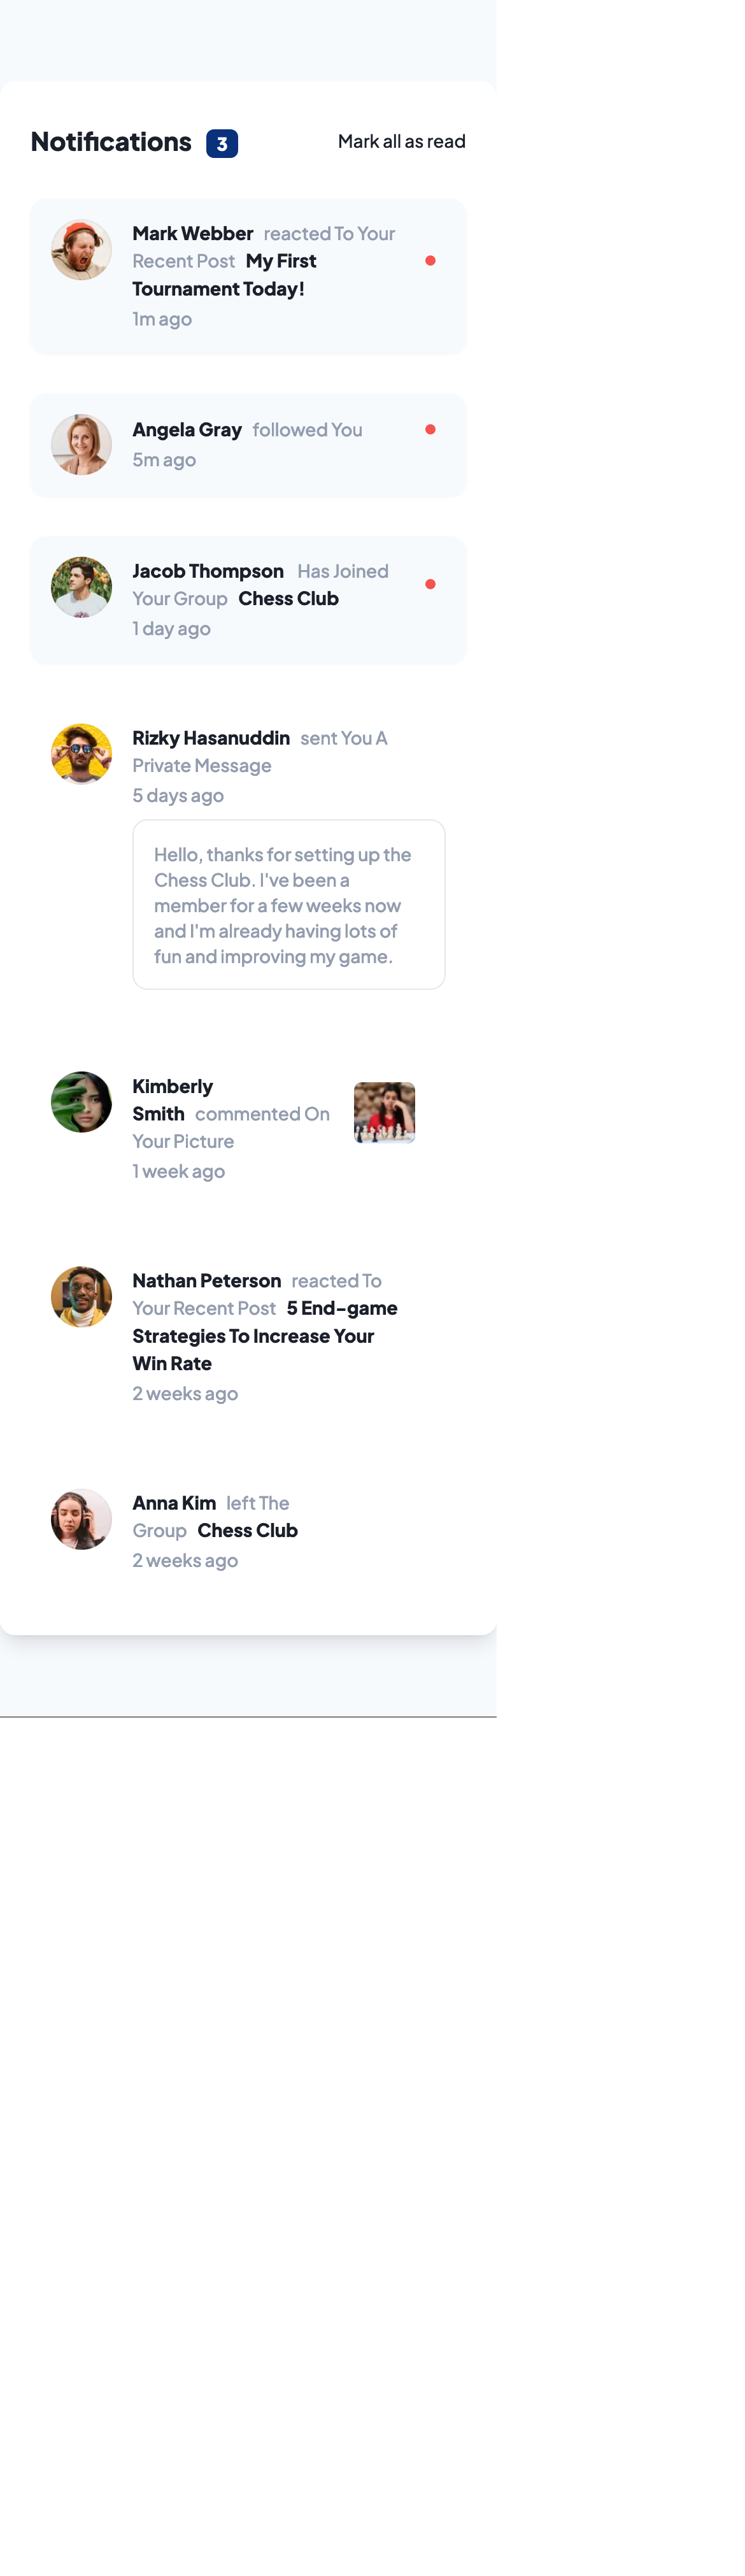 Notifications 3 Mark all as read
Mark Webber reacted To Your
Recent Post My First
Tournament Today!
1m ago
Angela Gray followed You
5m ago
Jacob Thompson Has Joined
Your Group Chess Club
1 day ago
Rizky Hasanuddin sent You A
Private Message
5 days ago
Hello, thanks for setting up the
Chess Club. I've been a
member for a few weeks now
and I'm already having lots of
fun and improving my game.
Kimberly
Smith commented On
Your Picture
1 week ago
Nathan Peterson reacted To
Your Recent Post 5 End-game
Strategies To Increase Your
Win Rate
2 weeks ago
Anna Kim left The
Group Chess Club
2 weeks ago